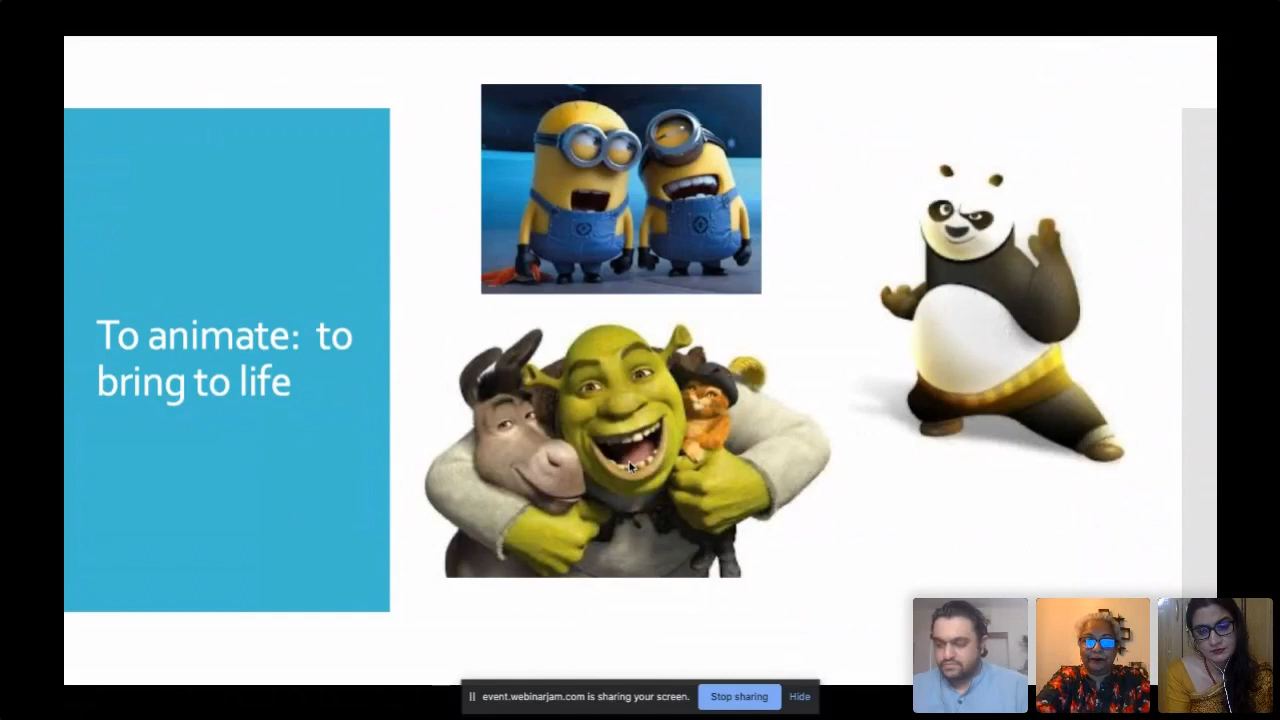 To animate:  to
bring to life
event.webinarjam.com is sharing your screen.
Stop sharing
Hide